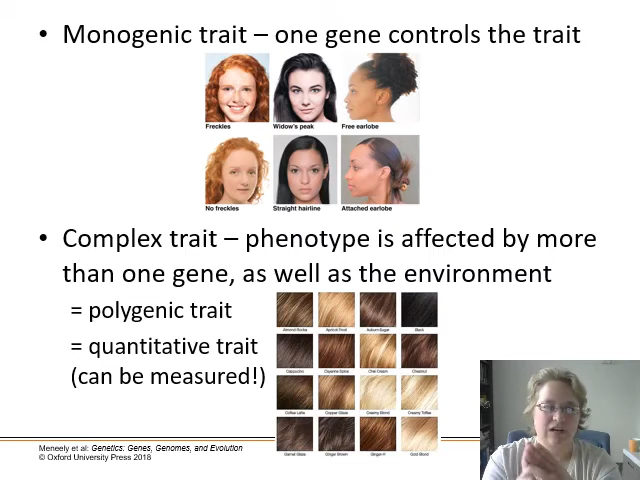 • Monogenic trait – one gene controls the trait
Freckles Widow's peak Free earlobe
No freckles Straight hairline Attached earlobe
• Complex trait – phenotype is affected by more
than one gene, as well as the environment
= polygenic trait
= quantitative trait
(can be measured!)
Almond Rocks Apricot Frost Auburn Sugar Black
Cappuccino Cayenne Spice Chai Cream Chestnut
Coffee Latte Copper Glaze Creamy Blond Creamy Toffee
Garnet Glaze Ginger Brown Ginger Gold Blond
Meneely et al: Genetics: Genes, Genomes, and Evolution
© Oxford University Press 2018